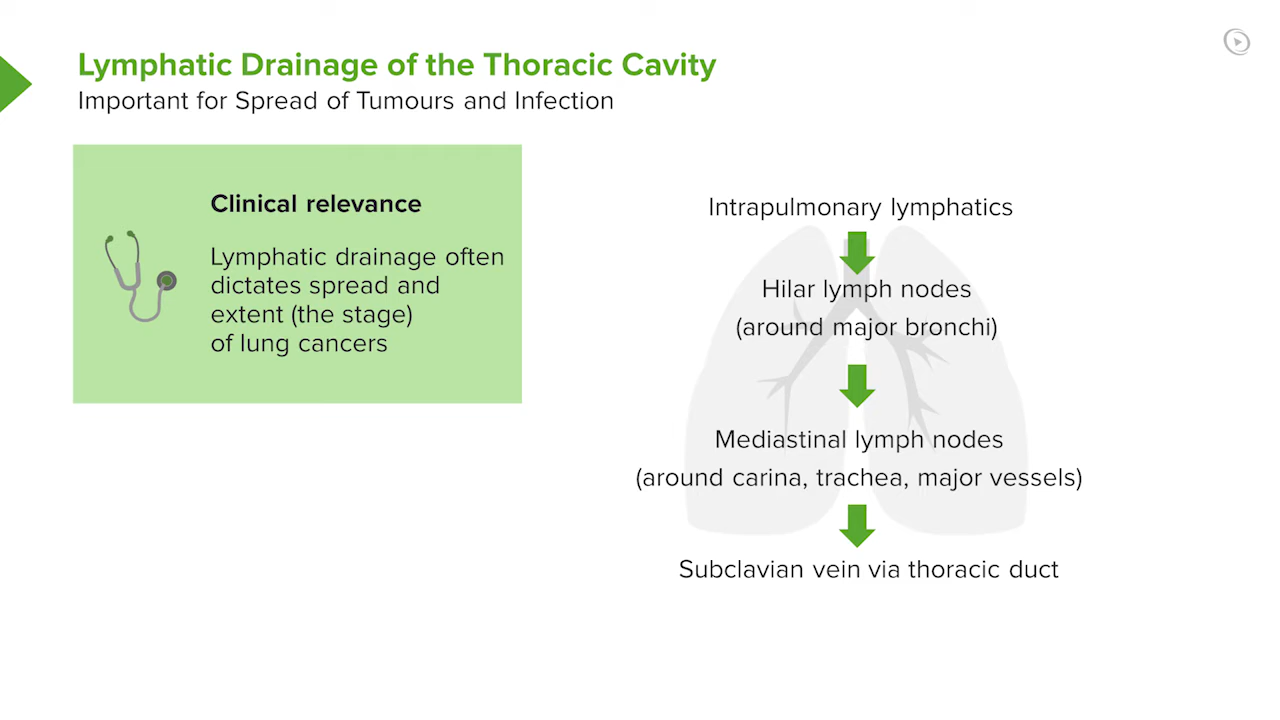 Lymphatic Drainage of the Thoracic Cavity
Important for Spread of Tumours and Infection
Clinical relevance
Lymphatic drainage often
dictates spread and
extent (the stage)
of lung cancers
Intrapulmonary lymphatics
Hilar lymph nodes
(around major bronchi)
Mediastinal lymph nodes
(around carina, trachea, major vessels)
Subclavian vein via thoracic duct